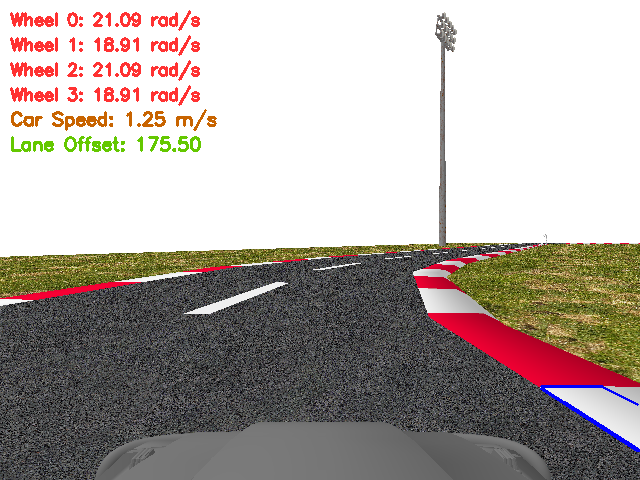 Wheel 0: 21.09 rad/s
Wheel 1: 18.91 rad/s
Wheel 2: 21.09 rad/s
Wheel 3: 18.91 rad/s
Car Speed: 1.25 m/s
Lane Offset: 175.50